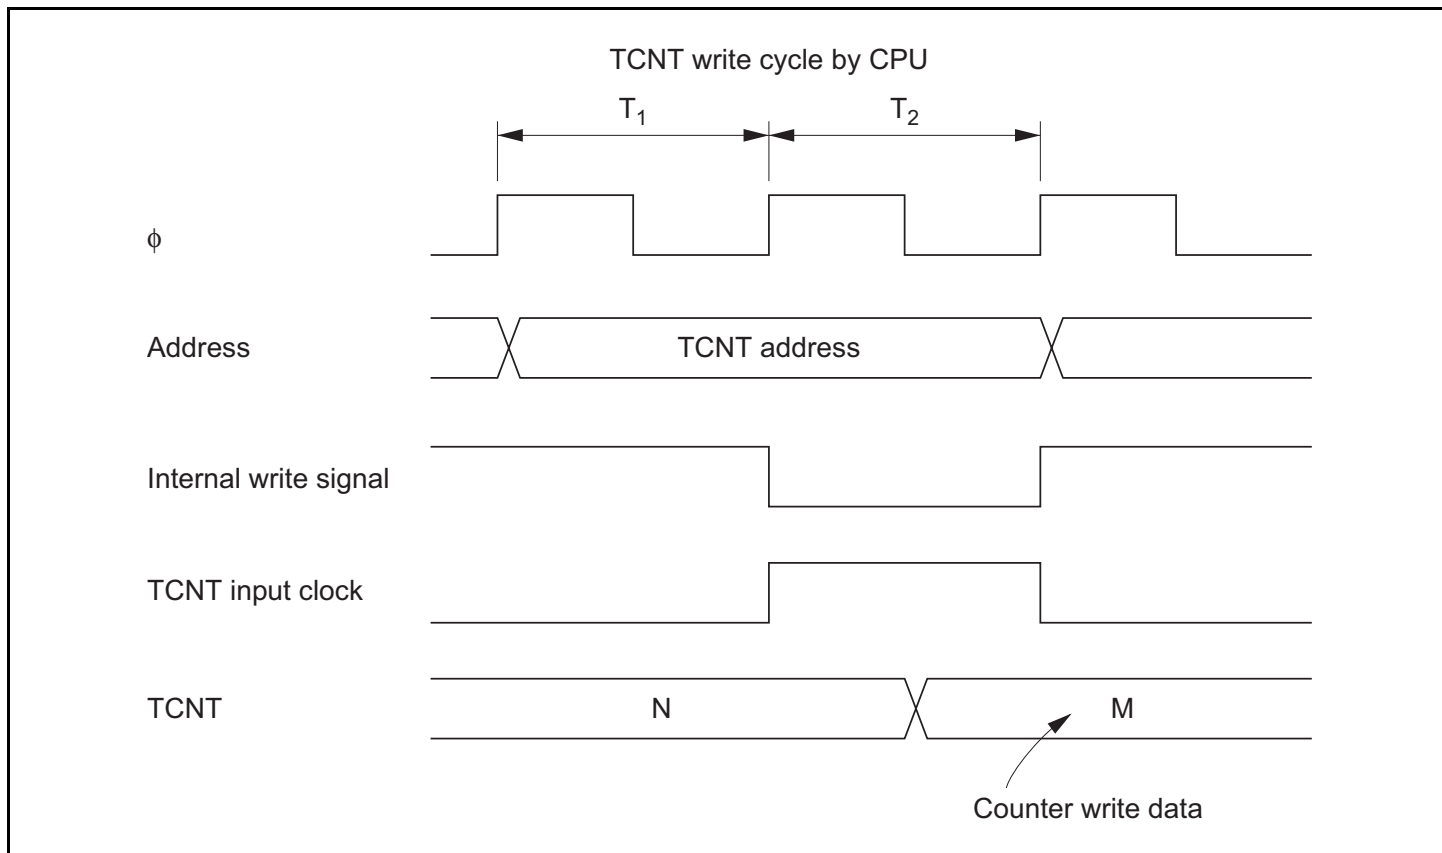 TCNT write cycle by CPU
T1 T2
ϕ
Address TCNT address
Internal write signal
TCNT input clock
TCNT N M
Counter write data